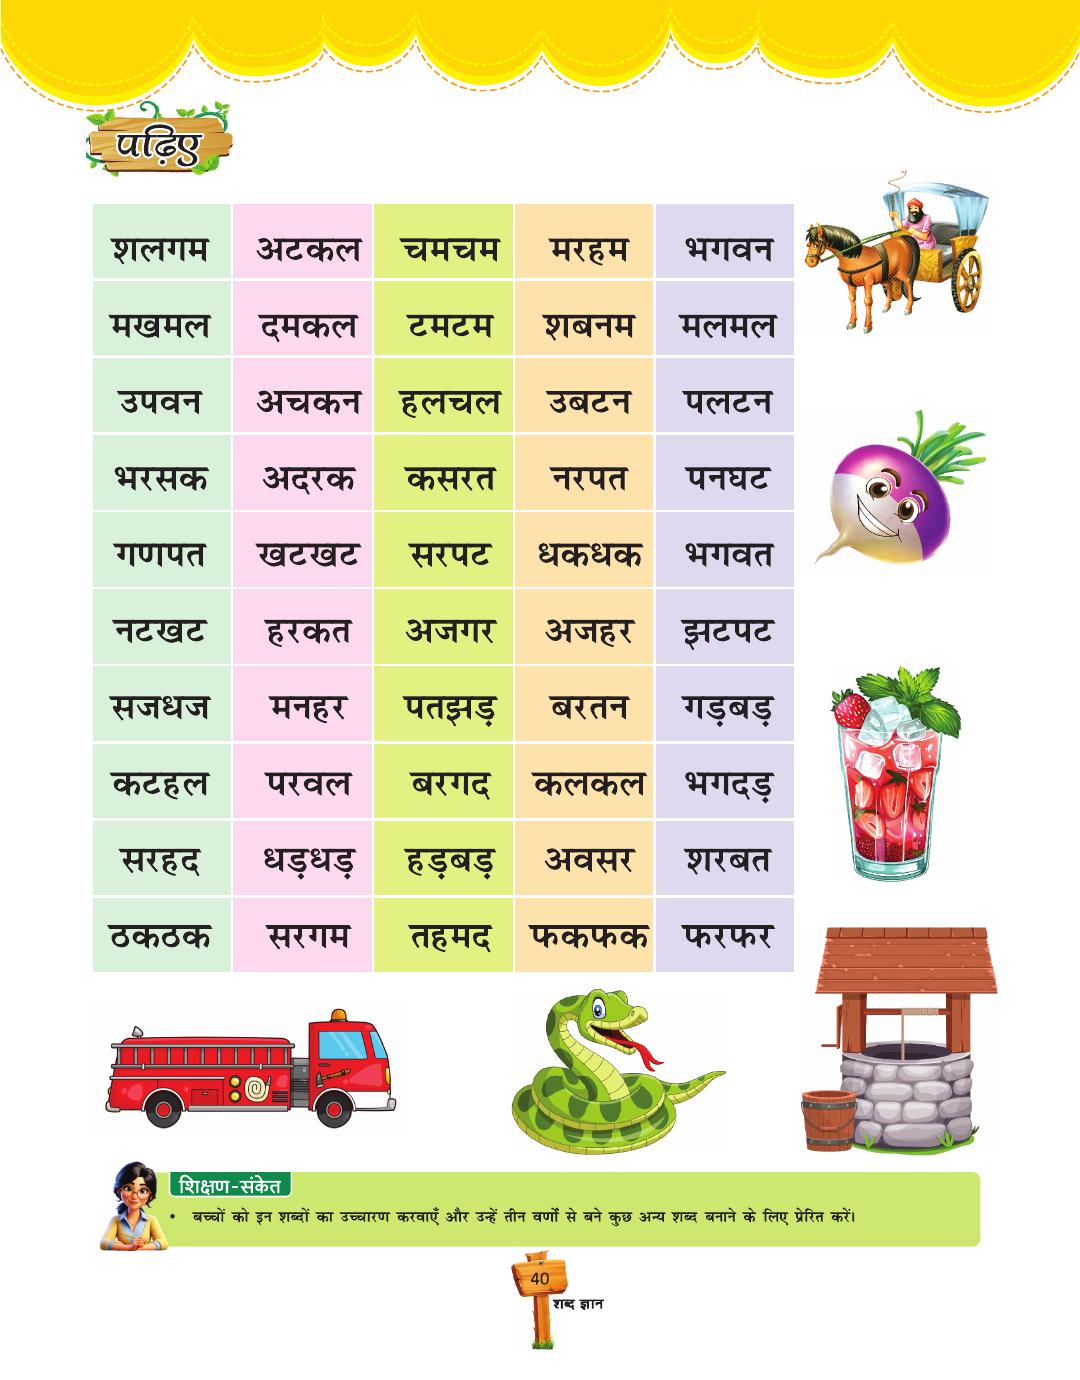 पढ़िए
शलगम अटकल चमचम मरहम भगवन
मखमल दमकल टमटम शबनम मलमल
उपवन अचकन हलचल उबटन पलटन
भरसक अदरक कसरत नरपत पनघट
गणपत खटखट सरपट धकधक भगवत
नटखट हरकत अजगर अजहर झटपट
सजधज मनहर पतझड़ बरतन गड़बड़
कटहल परवल बरगद कलकल भगदड़
सरहद धड़धड़ हड़बड़ अवसर शरबत
ठकठक सरगम तहमद फकफक फरफर
शिक्षण-संकेत
• बच्चों को इन शब्दों का उच्चारण करवाएँ और उन्हें तीन वर्णों से बने कुछ अन्य शब्द बनाने के लिए प्रेरित करें।
40
शब्द ज्ञान